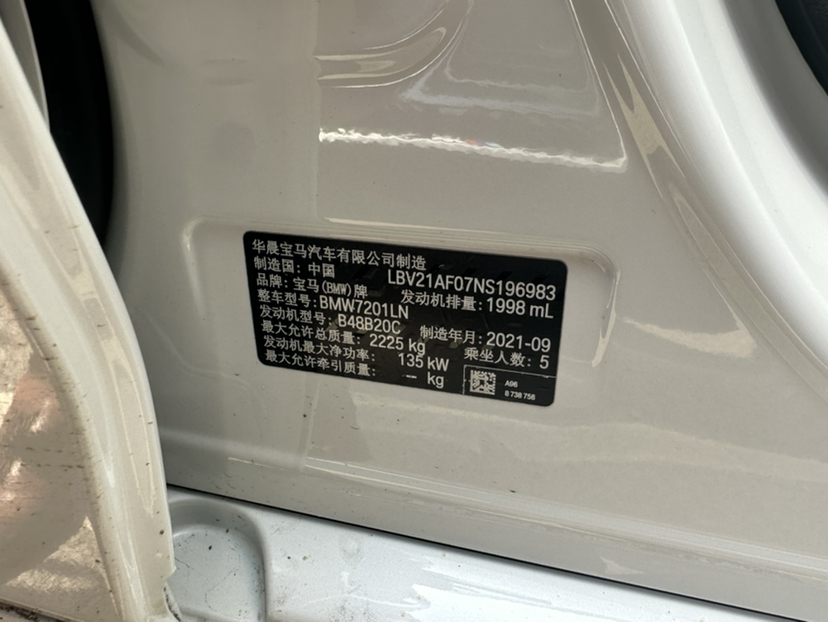 华晨宝马汽车有限公司制造
制造国: 中国 LBV21AF07NS196983
品牌: 宝马(BMW)牌 发动机排量: 1998 mL
整车型号: BMW7201LN
发动机型号: B48B20C 制造年月: 2021-09
最大允许总质量: 2225 kg 乘坐人数: 5
发动机最大净功率: 135 kW
最大允许牵引质量: -- kg
A06
8 738 756